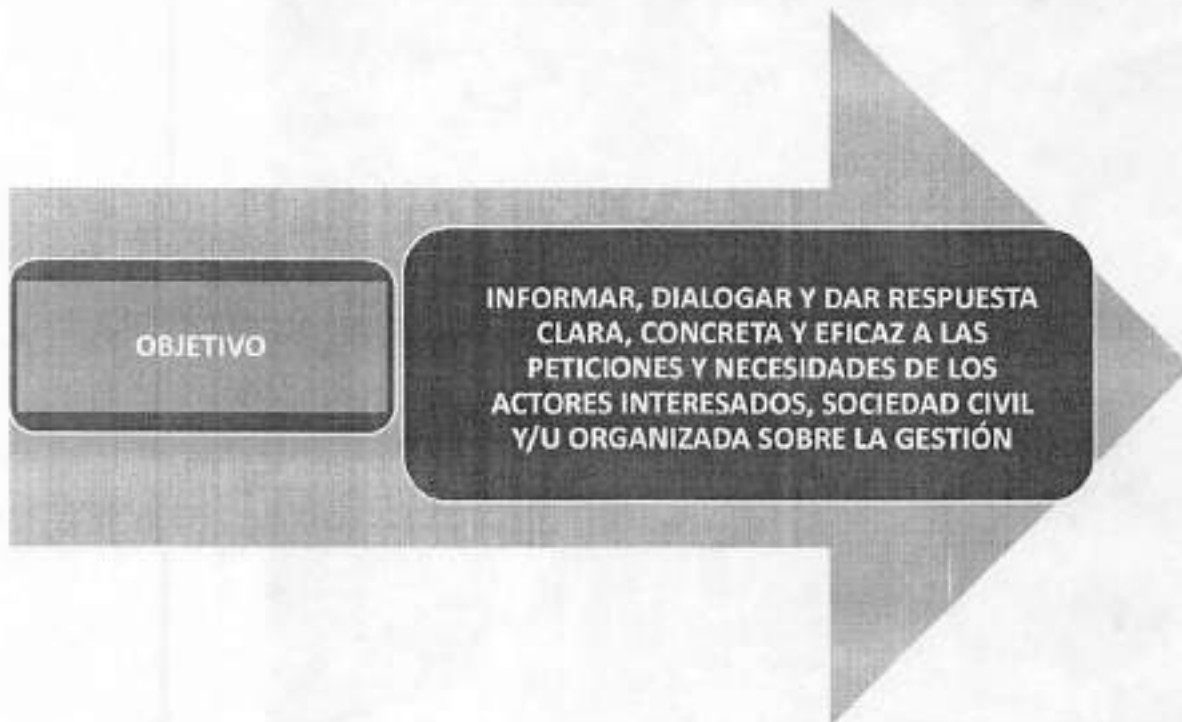 OBJETIVO
INFORMAR, DIALOGAR Y DAR RESPUESTA
CLARA, CONCRETA Y EFICAZ A LAS
PETICIONES Y NECESIDADES DE LOS
ACTORES INTERESADOS, SOCIEDAD CIVIL
Y/U ORGANIZADA SOBRE LA GESTIÓN